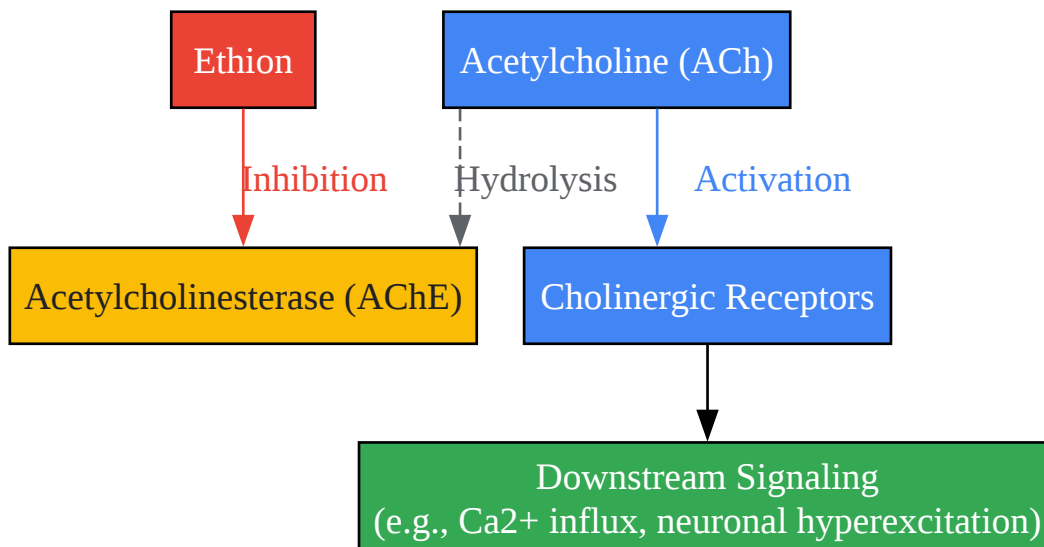 Ethion
Acetylcholine (ACh)
Inhibition
Hydrolysis
Activation
Acetylcholinesterase (AChE)
Cholinergic Receptors
Downstream Signaling
(e.g., Ca2+ influx, neuronal hyperexcitation)